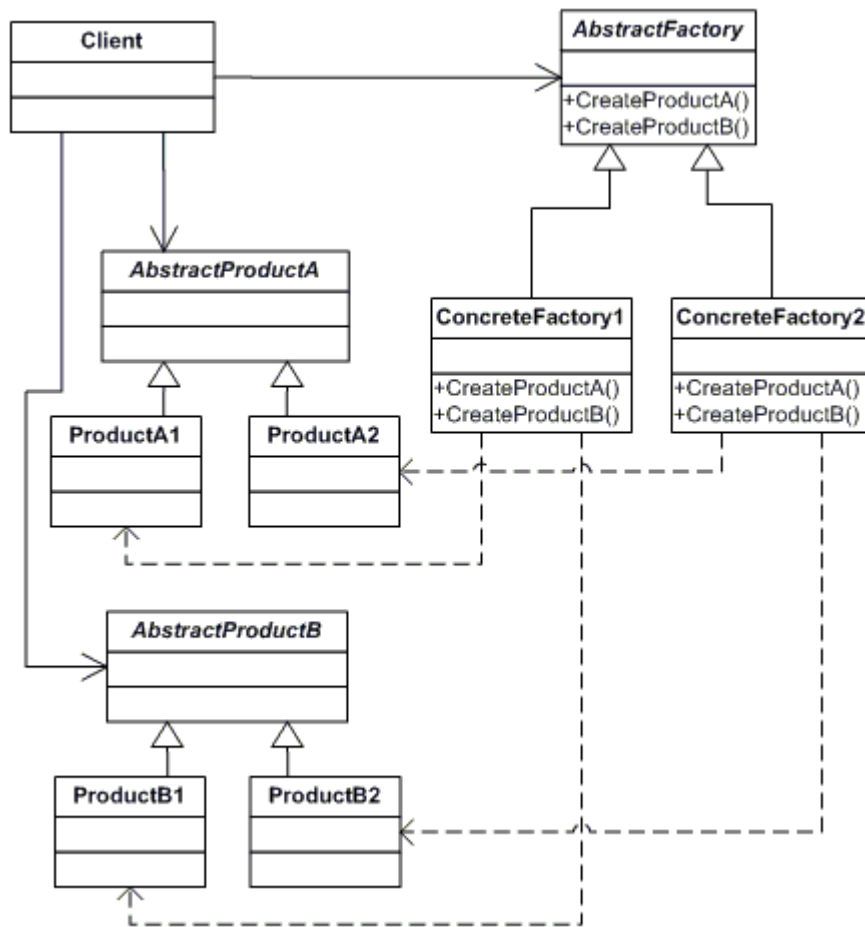 Client
AbstractFactory
+CreateProductA()
+CreateProductB()
AbstractProductA
ConcreteFactory1
+CreateProductA()
+CreateProductB()
ConcreteFactory2
+CreateProductA()
+CreateProductB()
ProductA1
ProductA2
AbstractProductB
ProductB1
ProductB2